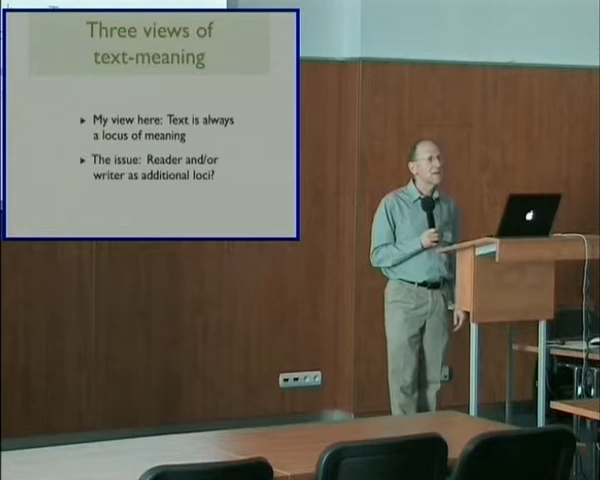 Three views of
text-meaning
My view here: Text is always
a locus of meaning
The issue: Reader and/or
writer as additional loci?